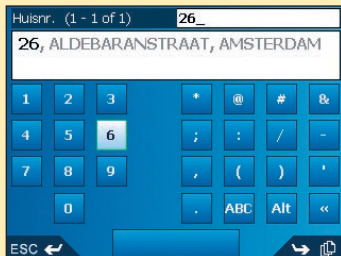 Huisnr. (1 - 1 of 1) 26_
26, ALDEBARANSTRAAT, AMSTERDAM
1 2 3 * @ # &
4 5 6 ; : / -
7 8 9 , ( ) '
0 . ABC Alt «
ESC